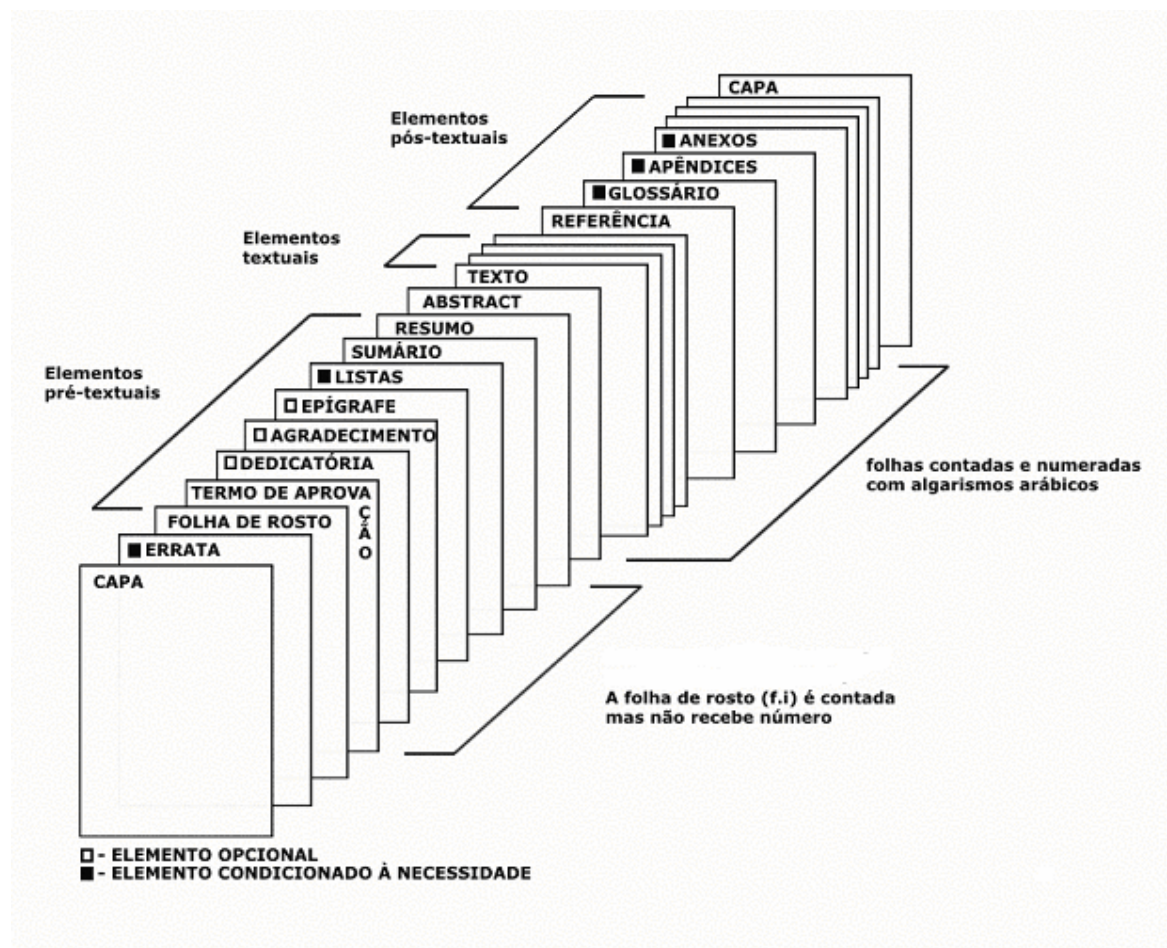 CAPA
Elementos
pós-textuais
■ ANEXOS
■ APÊNDICES
■ GLOSSÁRIO
REFERÊNCIA
Elementos
textuais
TEXTO
ABSTRACT
RESUMO
SUMÁRIO
■ LISTAS
Elementos
pré-textuais
□ EPÍGRAFE
□ AGRADECIMENTO
□ DEDICATÓRIA
TERMO DE APROVAÇÃO
FOLHA DE ROSTO
■ ERRATA
CAPA
folhas contadas e numeradas
com algarismos arábicos
A folha de rosto (f.i) é contada
mas não recebe número
□ - ELEMENTO OPCIONAL
■ - ELEMENTO CONDICIONADO À NECESSIDADE